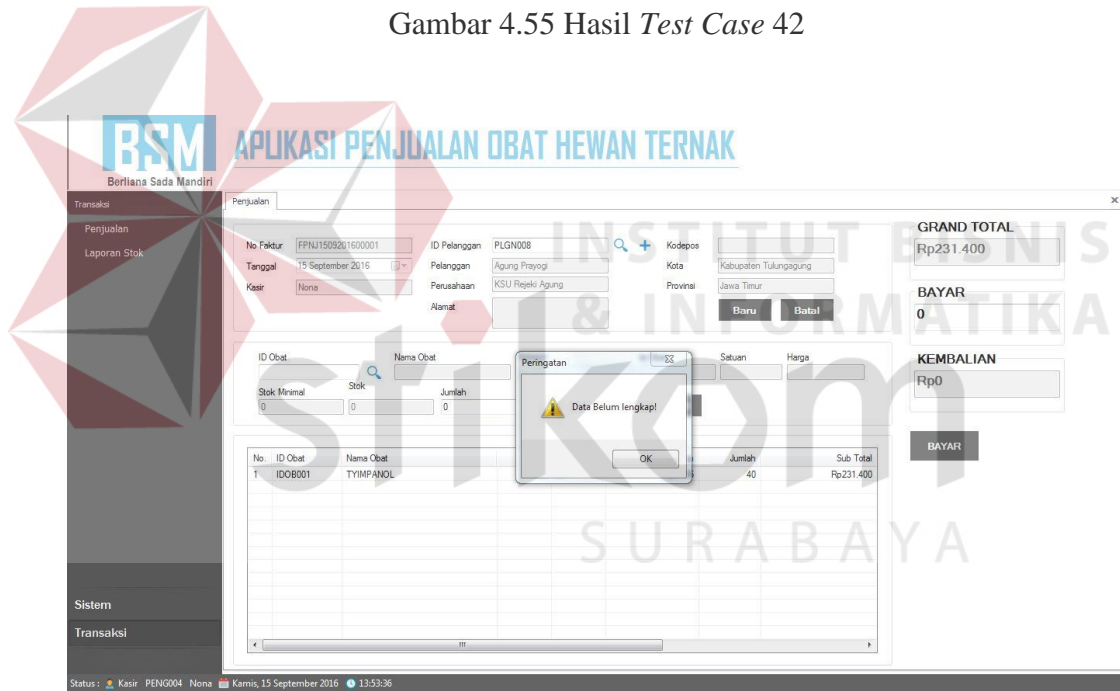 Gambar 4.55 Hasil Test Case 42
BSM
Berliana Sada Mandiri
APLIKASI PENJUALAN OBAT HEWAN TERNAK
Transaksi
Penjualan
Laporan Stok
Sistem
Transaksi
Penjualan
No Faktur FPNJ1509201600001 ID Pelanggan PLGN008 Kodepos
Tanggal 15 September 2016 Pelanggan Agung Prayogi Kota Kabupaten Tulungagung
Kasir Nona Perusahaan KSU Rejeki Agung Provinsi Jawa Timur
Alamat Baru Batal
GRAND TOTAL
Rp231.400
BAYAR
0
KEMBALIAN
Rp0
BAYAR
ID Obat Nama Obat Satuan Harga
Stok Minimal Stok Jumlah
0 0 0
Peringatan
Data Belum lengkap!
OK
No. ID Obat Nama Obat Jumlah Sub Total
1 IDOB001 TYIMPANOL 40 Rp231.400
Status : Kasir PENG004 Nona Kamis, 15 September 2016 13:53:36
INSTITUT BISNIS
& INFORMATIKA
stikom
SURABAYA